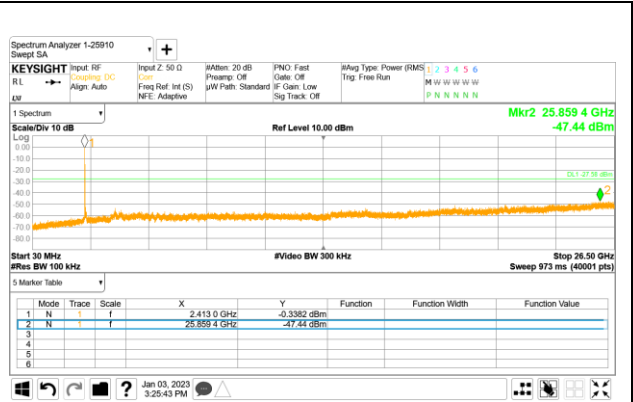 Spectrum Analyzer 1-25910
Swept SA
KEYSIGHT Input: RF Input Z: 50 Ω #Atten: 20 dB PNO: Fast #Avg Type: Power (RMS 1 2 3 4 5 6
RL Coupling: DC Corr Preamp: Off Gate: Off Trig: Free Run M W W W W W
Align: Auto Freq Ref: Int (S) µW Path: Standard IF Gain: Low
NFE: Adaptive Sig Track: Off P N N N N N
1 Spectrum Mkr2 25.859 4 GHz
Scale/Div 10 dB Ref Level 10.00 dBm -47.44 dBm
Log
1
0.00
-10.0
-20.0
-30.0
-40.0
2
-50.0
-60.0
-70.0
-80.0
Start 30 MHz #Video BW 300 kHz Stop 26.50 GHz
#Res BW 100 kHz Sweep 973 ms (40001 pts)
5 Marker Table
Mode Trace Scale X Y Function Function Width Function Value
1 N 1 f 2.413 0 GHz -0.3382 dBm
2 N 1 f 25.859 4 GHz -47.44 dBm
3
4
5
6
? Jan 03, 2023
3:25:43 PM